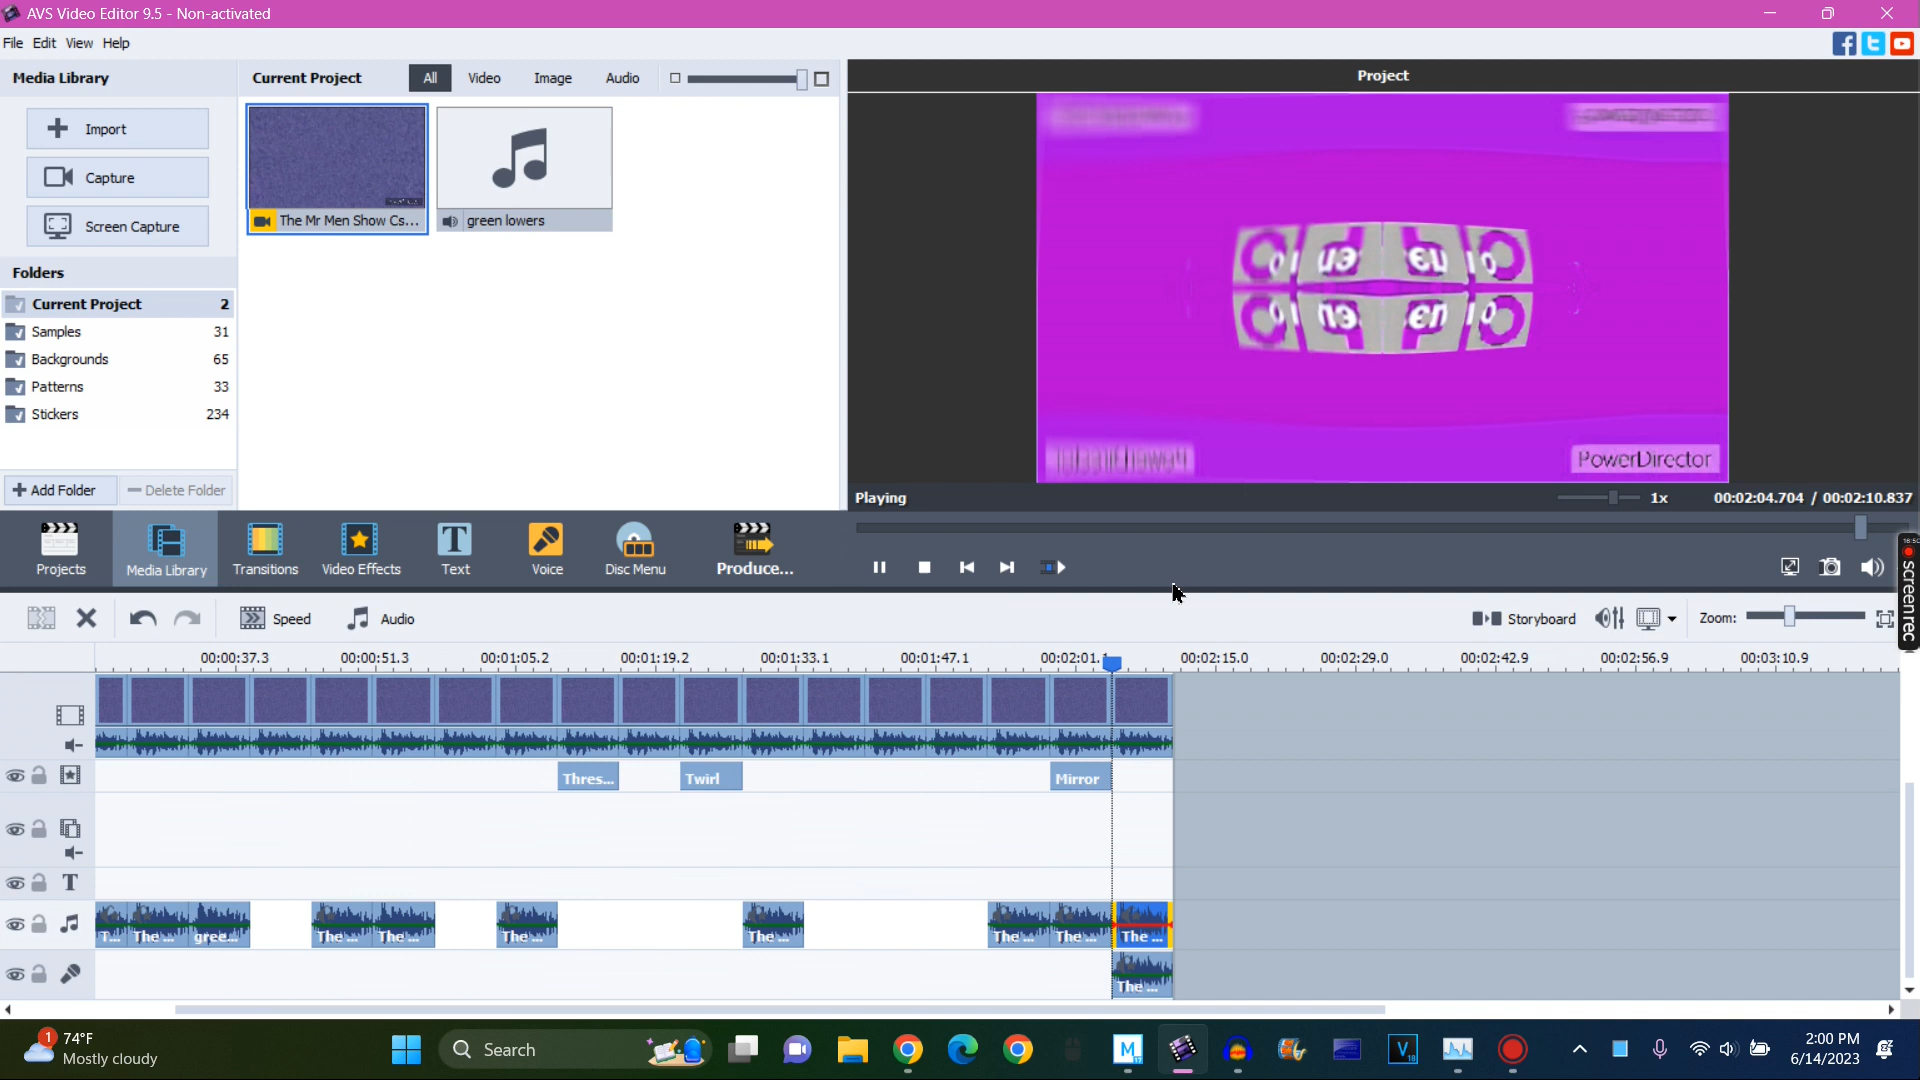 AVS Video Editor 9.5 - Non-activated
File Edit View Help
Media Library
Current Project
All Video Image Audio
Project
Import
Capture
Screen Capture
The Mr Men Show Cs...
green lowers
Folders
Current Project 2
Samples 31
Backgrounds 65
Patterns 33
Stickers 234
Add Folder
Delete Folder
PowerDirector
Playing
1x
00:02:04.704 / 00:02:10.837
Projects
Media Library
Transitions
Video Effects
Text
Voice
Disc Menu
Produce...
screenrec
Speed
Audio
Storyboard
Zoom:
00:00:37.3 00:00:51.3 00:01:05.2 00:01:19.2 00:01:33.1 00:01:47.1 00:02:01. 00:02:15.0 00:02:29.0 00:02:42.9 00:02:56.9 00:03:10.9
Thres...
Twirl
Mirror
T
T... The ... gree... The ... The ... The ... The ... The ... The ... The ...
The ...
1
74°F
Mostly cloudy
Search
2:00 PM
6/14/2023